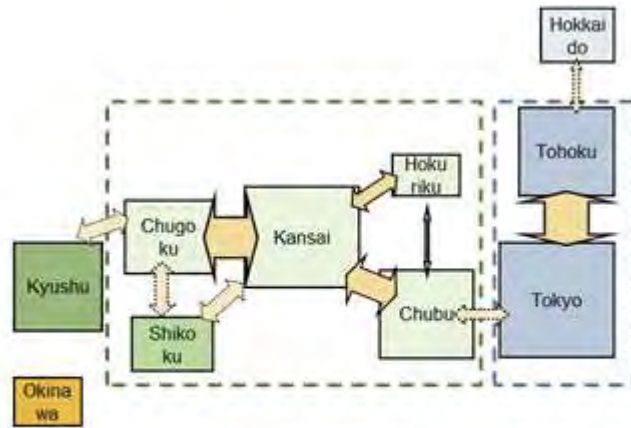 Hokkai
do
Tohoku
Hoku
riku
Chugo
ku
Kansai
Kyushu
Tokyo
Chubu
Shiko
ku
Okina
wa